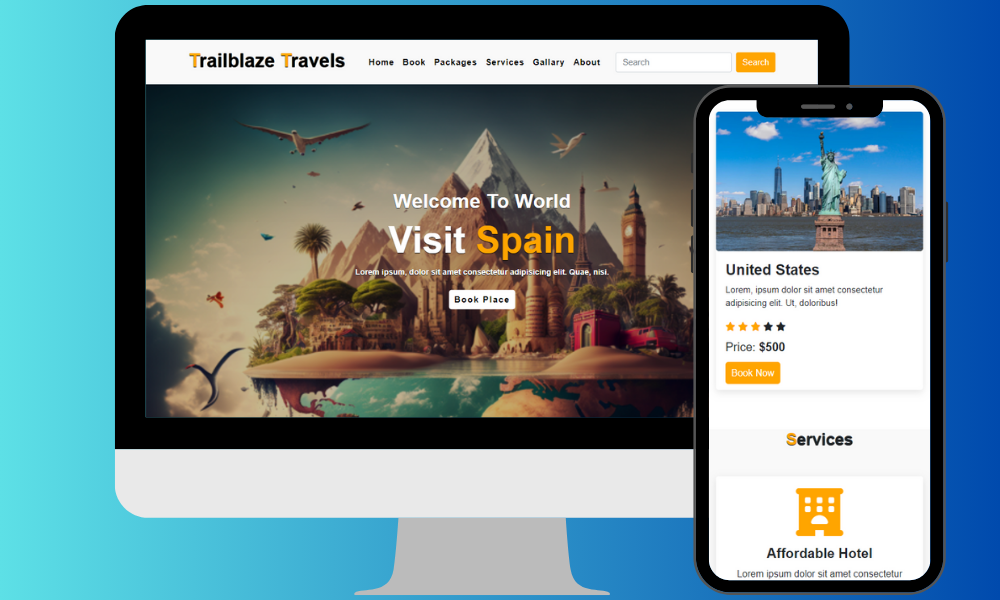 Trailblaze Travels
Home Book Packages Services Gallary About
Search
Search
Welcome To World
Visit Spain
Lorem ipsum, dolor sit amet consectetur adipisicing elit. Quae, nisi.
Book Place
United States
Lorem, ipsum dolor sit amet consectetur
adipisicing elit. Ut, doloribus!
Price: $500
Book Now
Services
Affordable Hotel
Lorem ipsum dolor sit amet consectetur